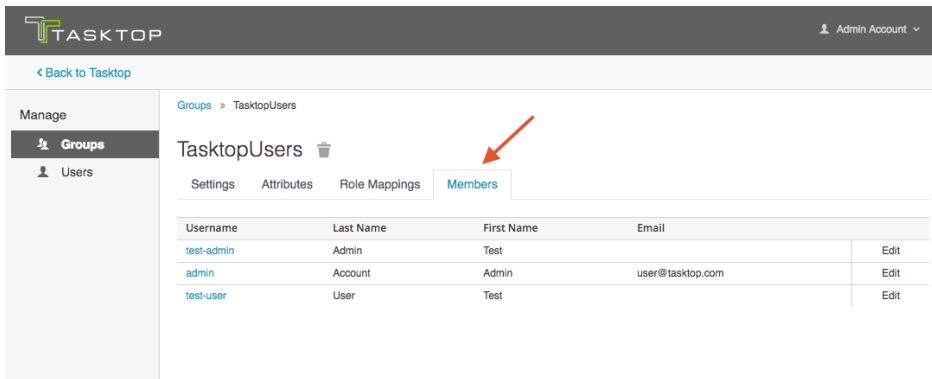 TASKTOP
Admin Account
Back to Tasktop
Manage
Groups
Users
Groups » TasktopUsers
TasktopUsers
Settings Attributes Role Mappings Members
Username Last Name First Name Email
test-admin Admin Test Edit
admin Account Admin user@tasktop.com Edit
test-user User Test Edit